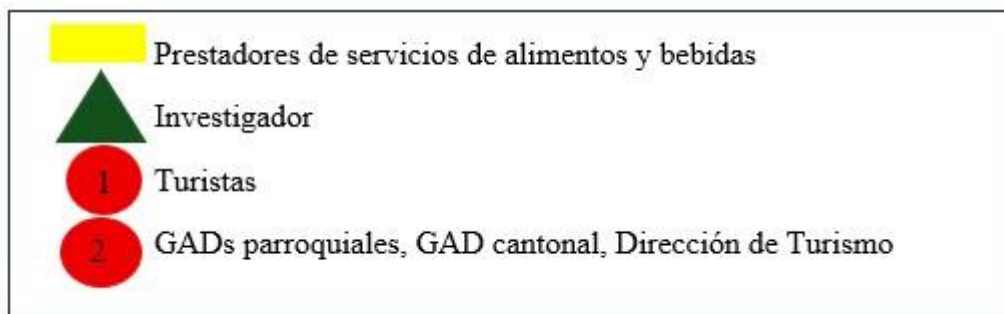 Prestadores de servicios de alimentos y bebidas
Investigador
1 Turistas
2 GADs parroquiales, GAD cantonal, Dirección de Turismo